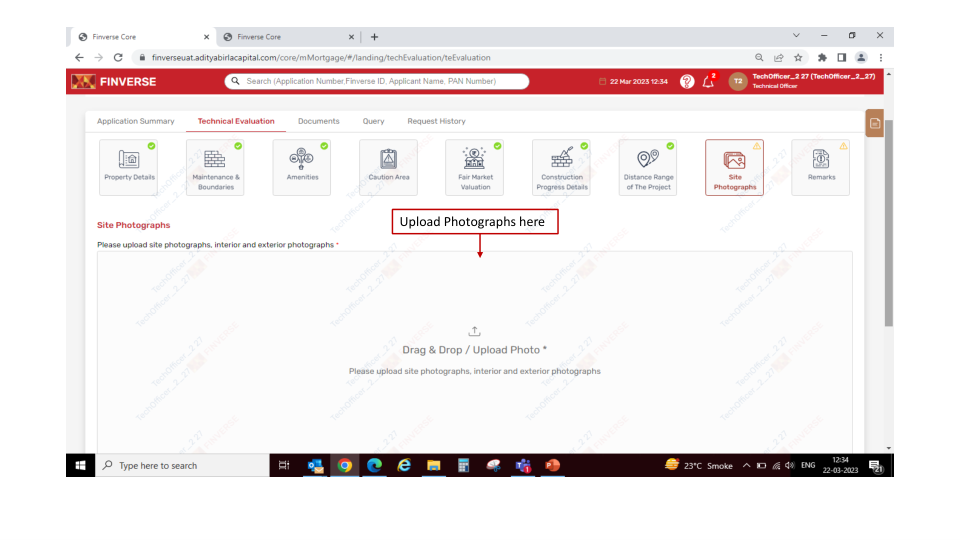 Finverse Core
Finverse Core
finverseuat.adityabirlacapital.com/core/mMortgage/#/landing/techEvaluation/teEvaluation
FINVERSE
Search (Application Number,Finverse ID, Applicant Name, PAN Number)
22 Mar 2023 12:34
2
T2
TechOfficer_2 27 (TechOfficer_2_27)
Technical Officer
Application Summary
Technical Evaluation
Documents
Query
Request History
Property Details
Maintenance &
Boundaries
Amenities
Caution Area
Fair Market
Valuation
Construction
Progress Details
Distance Range
of The Project
Site
Photographs
Remarks
Site Photographs
Upload Photographs here
Please upload site photographs, interior and exterior photographs *
Drag & Drop / Upload Photo *
Please upload site photographs, interior and exterior photographs
Type here to search
23°C Smoke
ENG
12:34
22-03-2023
21